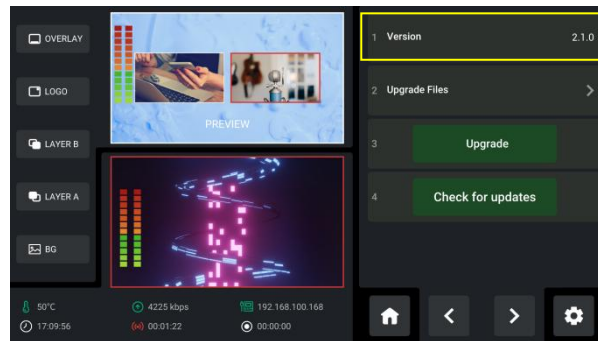 OVERLAY
LOGO
LAYER B
LAYER A
BG
PREVIEW
50°C
4225 kbps
192.168.100.168
17:09:56
00:01:22
00:00:00
1 Version 2.1.0
2 Upgrade Files
3 Upgrade
4 Check for updates